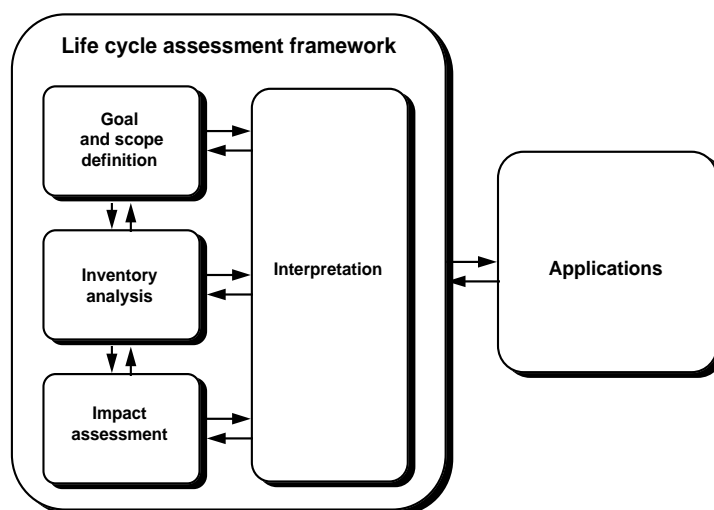 Life cycle assessment framework
Goal
and scope
definition
Inventory
analysis
Impact
assessment
Interpretation
Applications